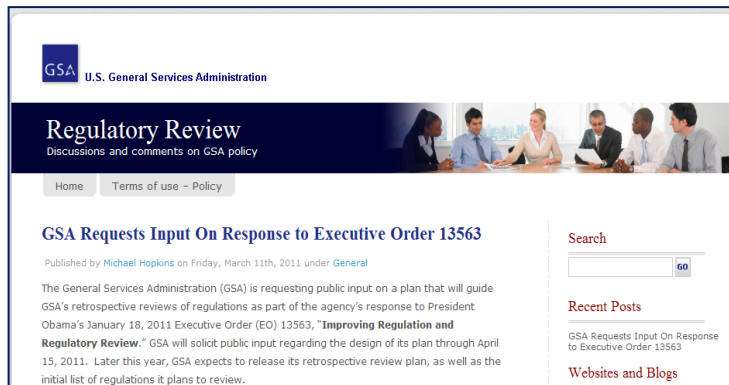 GSA
U.S. General Services Administration
Regulatory Review
Discussions and comments on GSA policy
Home
Terms of use – Policy
GSA Requests Input On Response to Executive Order 13563
Published by Michael Hopkins on Friday, March 11th, 2011 under General
The General Services Administration (GSA) is requesting public input on a plan that will guide
GSA's retrospective reviews of regulations as part of the agency's response to President
Obama's January 18, 2011 Executive Order (EO) 13563, "Improving Regulation and
Regulatory Review." GSA will solicit public input regarding the design of its plan through April
15, 2011. Later this year, GSA expects to release its retrospective review plan, as well as the
initial list of regulations it plans to review.
Search
GO
Recent Posts
GSA Requests Input On Response
to Executive Order 13563
Websites and Blogs